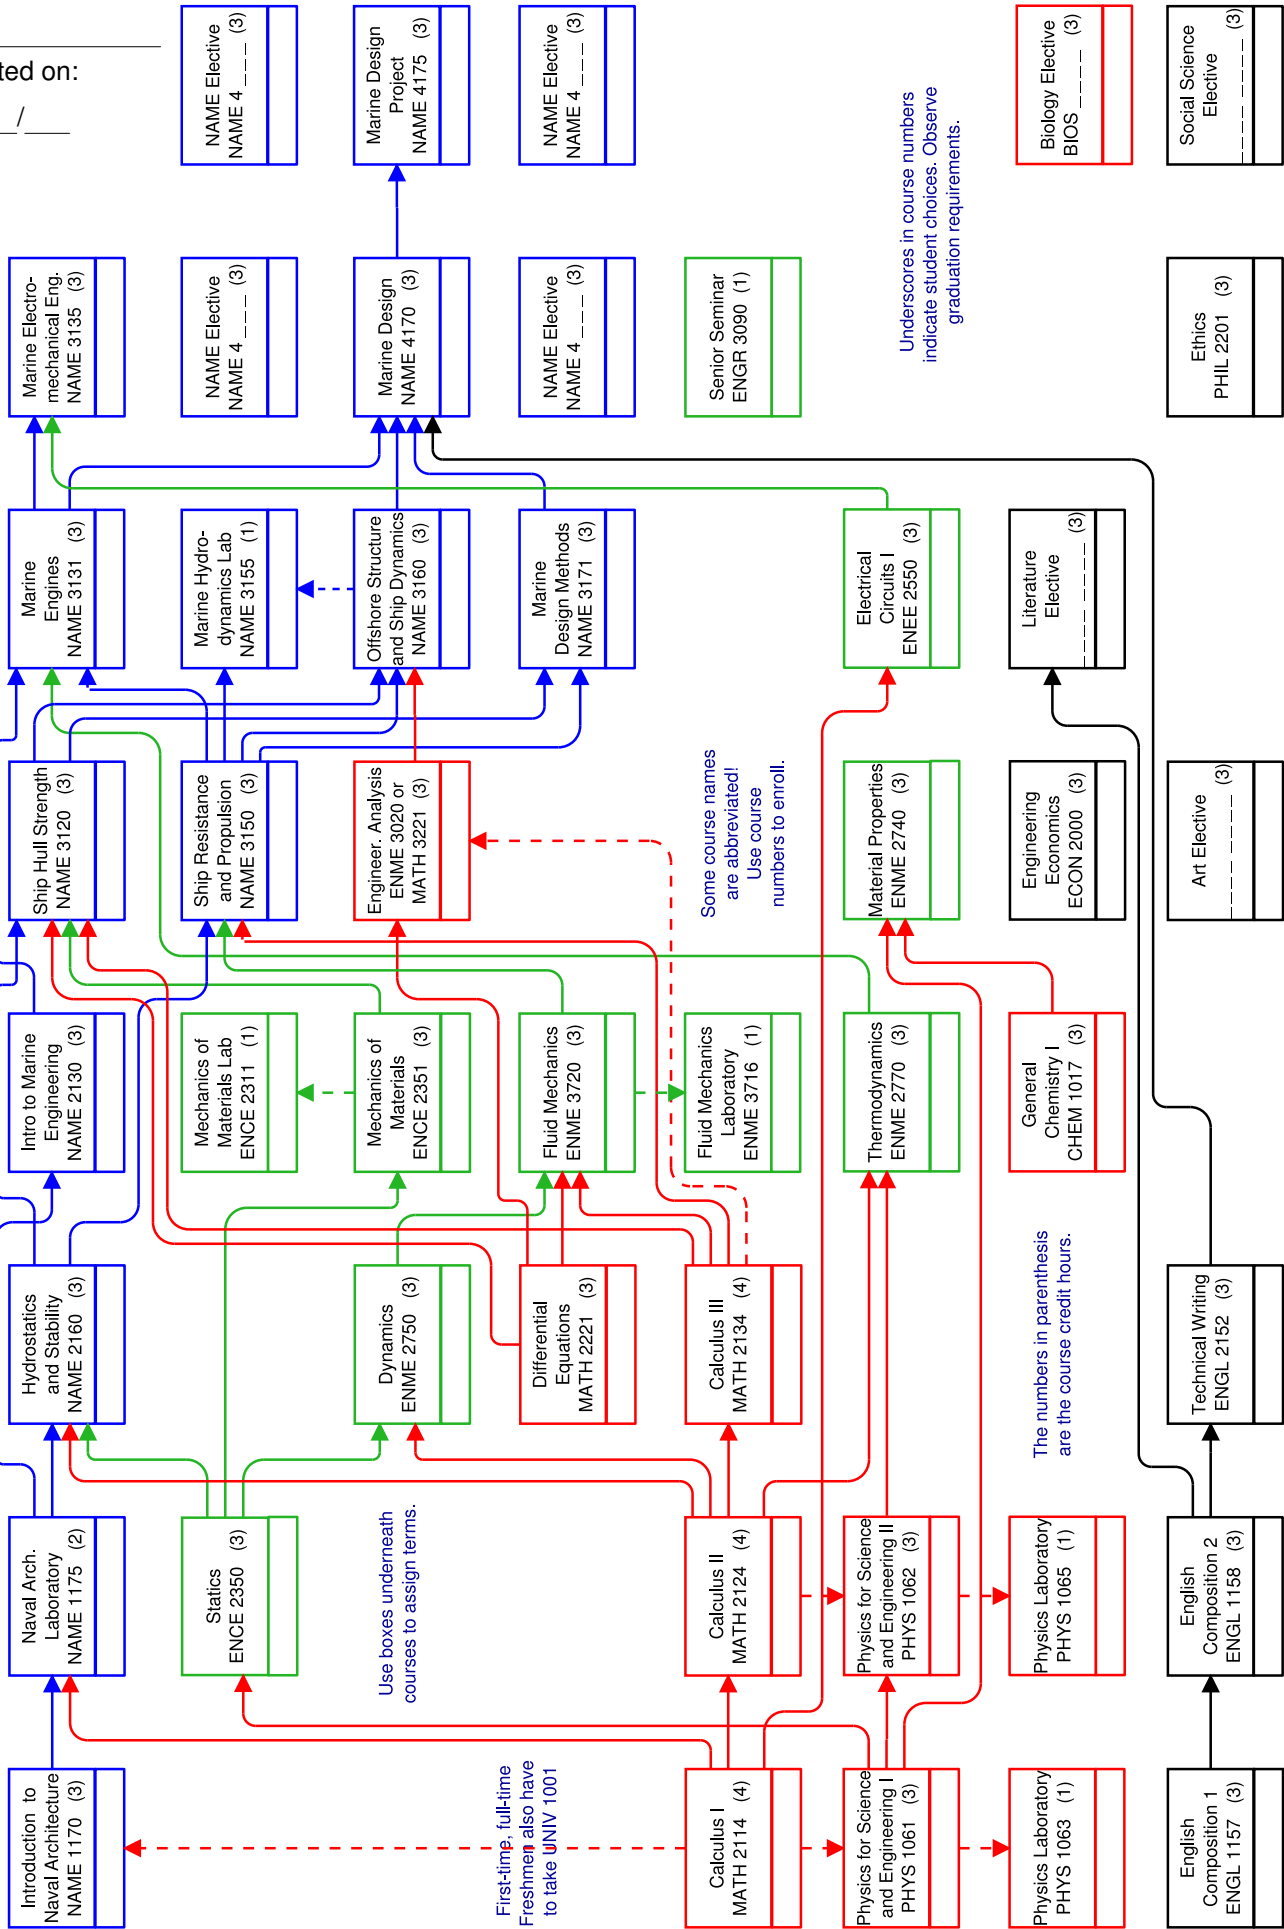 ted on:
__/___
Introduction to
Naval Architecture
NAME 1170 (3)
Naval Arch.
Laboratory
NAME 1175 (2)
Hydrostatics
and Stability
NAME 2160 (3)
Intro to Marine
Engineering
NAME 2130 (3)
Ship Hull Strength
NAME 3120 (3)
Marine
Engines
NAME 3131 (3)
Marine Electro-
mechanical Eng.
NAME 3135 (3)
Statics
ENCE 2350 (3)
Mechanics of
Materials Lab
ENCE 2311 (1)
Ship Resistance
and Propulsion
NAME 3150 (3)
Marine Hydro-
dynamics Lab
NAME 3155 (1)
NAME Elective
NAME 4 _ _ _ (3)
NAME Elective
NAME 4 _ _ _ (3)
Use boxes underneath
courses to assign terms.
Dynamics
ENME 2750 (3)
Mechanics of
Materials
ENCE 2351 (3)
Engineer. Analysis
ENME 3020 or
MATH 3221 (3)
Offshore Structure
and Ship Dynamics
NAME 3160 (3)
Marine Design
NAME 4170 (3)
Marine Design
Project
NAME 4175 (3)
First-time, full-time
Freshmen also have
to take UNIV 1001
Differential
Equations
MATH 2221 (3)
Fluid Mechanics
ENME 3720 (3)
Marine
Design Methods
NAME 3171 (3)
NAME Elective
NAME 4 _ _ _ (3)
NAME Elective
NAME 4 _ _ _ (3)
Calculus I
MATH 2114 (4)
Calculus II
MATH 2124 (4)
Calculus III
MATH 2134 (4)
Fluid Mechanics
Laboratory
ENME 3716 (1)
Some course names
are abbreviated!
Use course
numbers to enroll.
Senior Seminar
ENGR 3090 (1)
Physics for Science
and Engineering I
PHYS 1061 (3)
Physics for Science
and Engineering II
PHYS 1062 (3)
Thermodynamics
ENME 2770 (3)
Material Properties
ENME 2740 (3)
Electrical
Circuits I
ENEE 2550 (3)
Underscores in course numbers
indicate student choices. Observe
graduation requirements.
Physics Laboratory
PHYS 1063 (1)
Physics Laboratory
PHYS 1065 (1)
The numbers in parenthesis
are the course credit hours.
General
Chemistry I
CHEM 1017 (3)
Engineering
Economics
ECON 2000 (3)
Literature
Elective
_ _ _ _ _ _ _ _ (3)
Biology Elective
BIOS_ _ _ _ (3)
English
Composition 1
ENGL 1157 (3)
English
Composition 2
ENGL 1158 (3)
Technical Writing
ENGL 2152 (3)
Art Elective
_ _ _ _ _ _ _ _ (3)
Ethics
PHIL 2201 (3)
Social Science
Elective
_ _ _ _ _ _ _ _ (3)